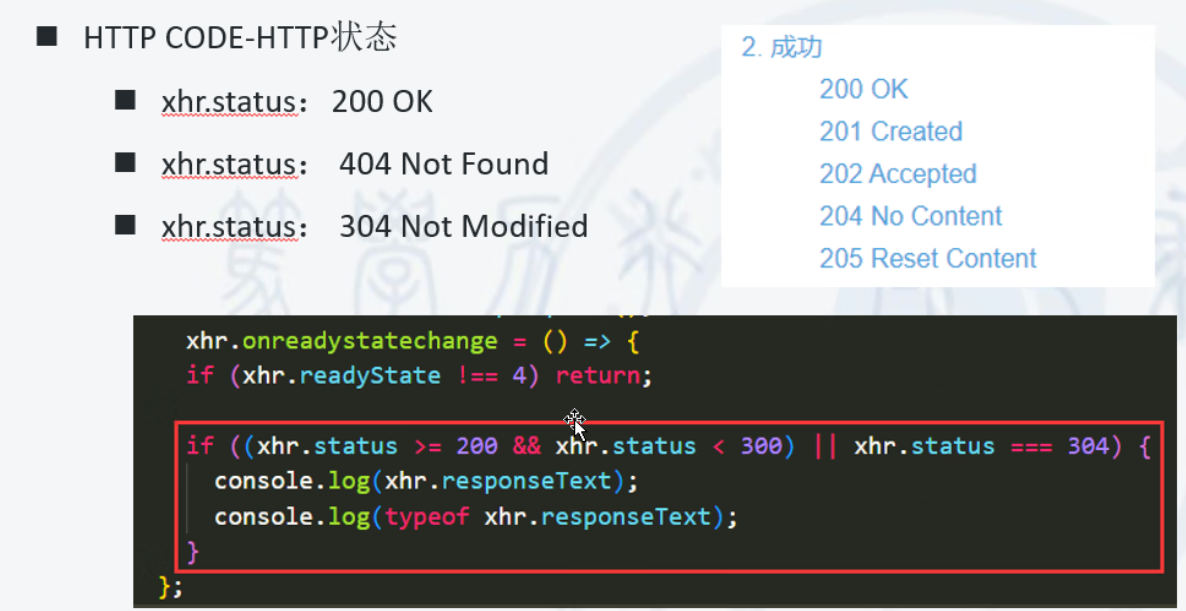 ■ HTTP CODE-HTTP状态
■ xhr.status： 200 OK
■ xhr.status： 404 Not Found
■ xhr.status： 304 Not Modified
2. 成功
200 OK
201 Created
202 Accepted
204 No Content
205 Reset Content
xhr.onreadystatechange = () => {
if (xhr.readyState !== 4) return;
if ((xhr.status >= 200 && xhr.status < 300) || xhr.status === 304) {
console.log(xhr.responseText);
console.log(typeof xhr.responseText);
}
};